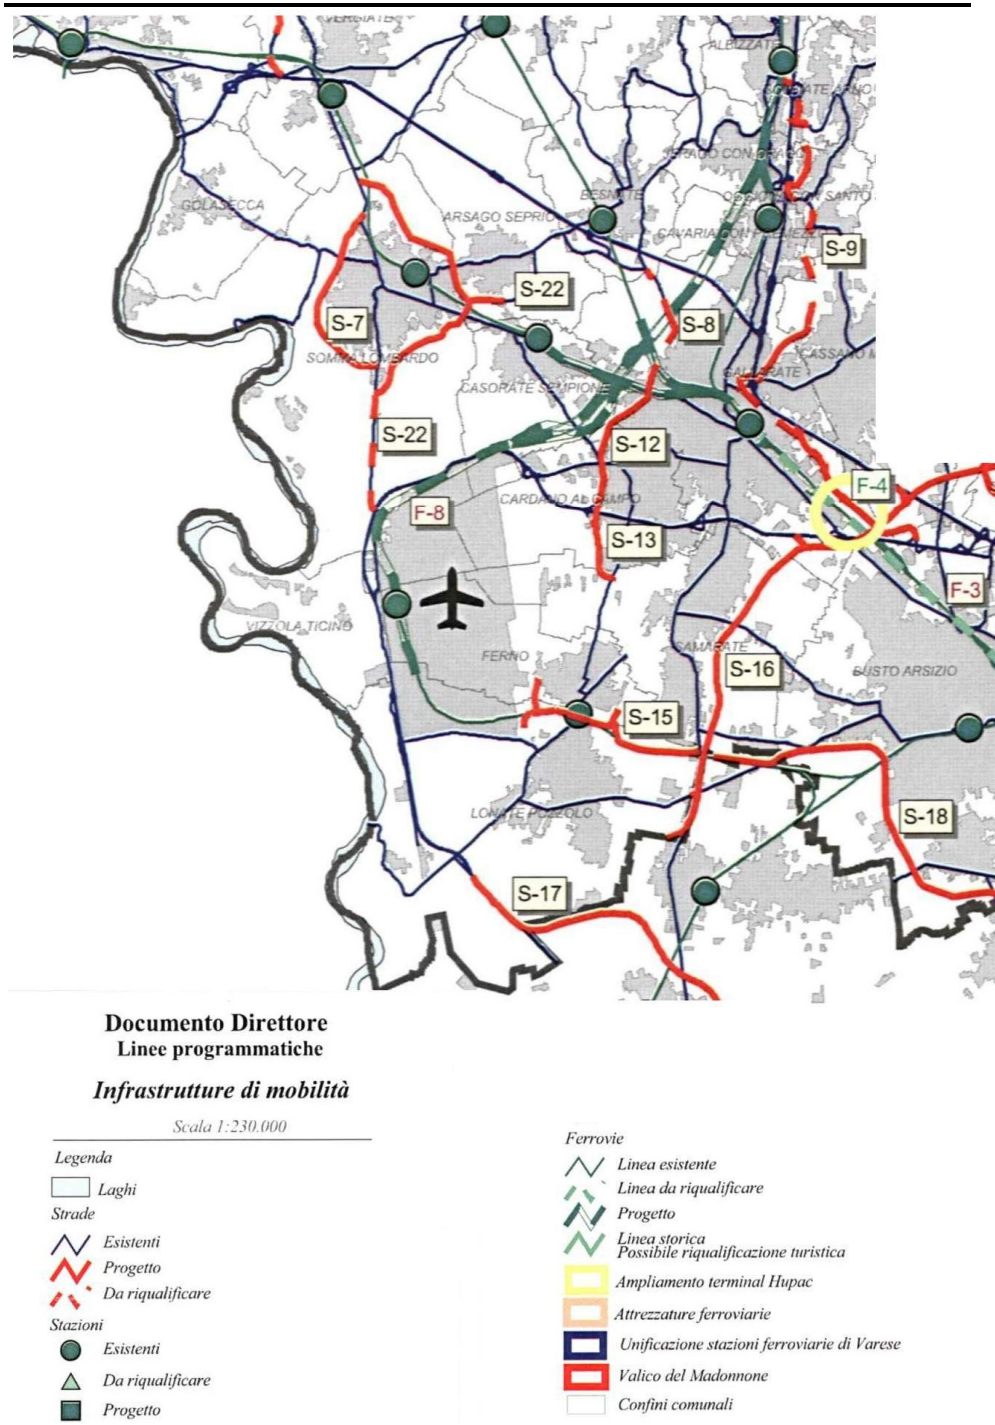 VERGIATE
ALBIZZATE
GOLASECCA
ARSAGO SEPRIO
BESNATE
S-9
S-22
S-7
S-8
SOMMA LOMBARDO
CASORATE SEMPIONE
GALLARATE
CASSANO M
S-22
S-12
F-4
F-8
CARDANO AL CAMPO
S-13
F-3
VIZZOLA TICINO
FERNO
SAMARATE
S-16
BUSTO ARSIZIO
S-15
LONATE POZZOLO
S-18
S-17
Documento Direttore
Linee programmatiche
Infrastrutture di mobilità
Scala 1:230.000
Legenda
Laghi
Strade
Esistenti
Progetto
Da riqualificare
Stazioni
Esistenti
Da riqualificare
Progetto
Ferrovie
Linea esistente
Linea da riqualificare
Progetto
Linea storica
Possibile riqualificazione turistica
Ampliamento terminal Hupac
Attrezzature ferroviarie
Unificazione stazioni ferroviarie di Varese
Valico del Madonnone
Confini comunali